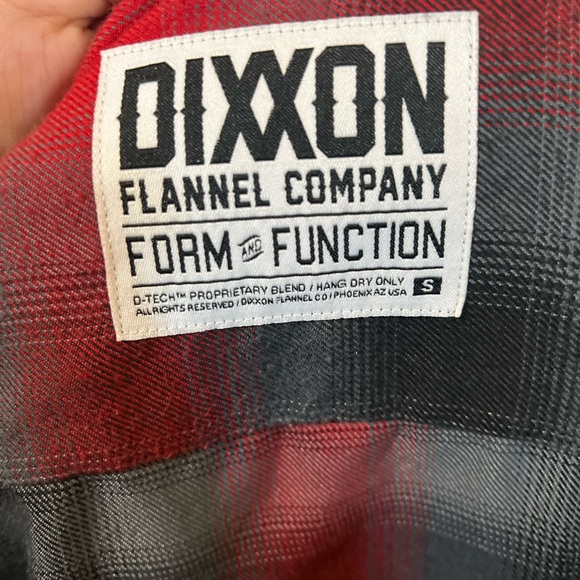 DIXXON
FLANNEL COMPANY
FORM AND FUNCTION
D-TECH™ PROPRIETARY BLEND / HANG DRY ONLY
ALL RIGHTS RESERVED / DIXXON FLANNEL CO / PHOENIX AZ USA
S